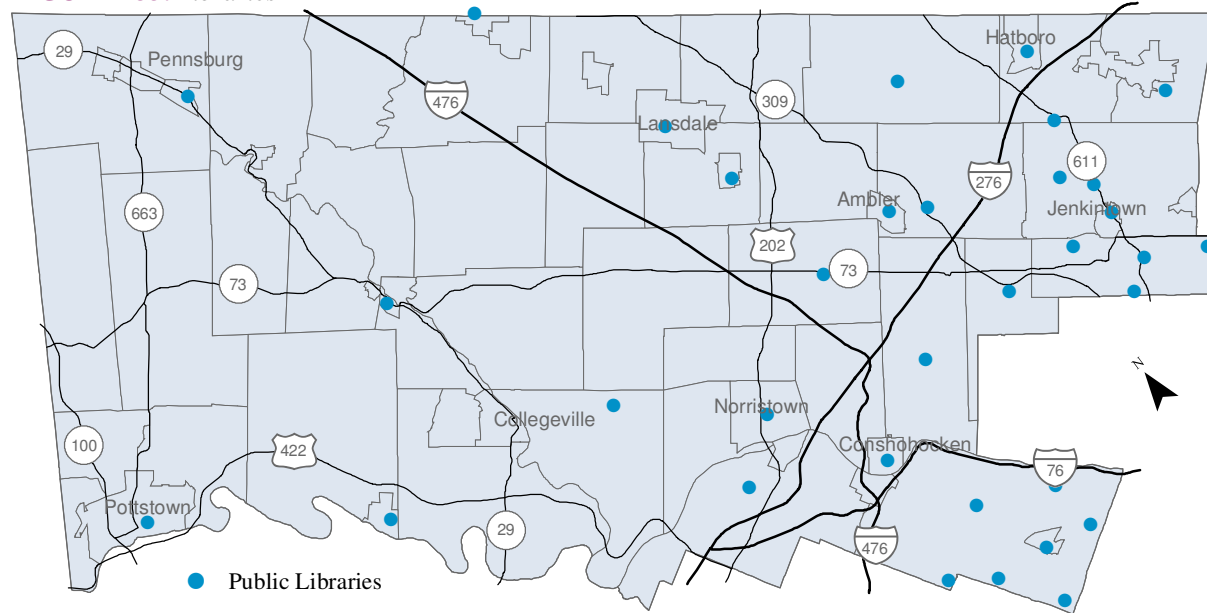 29
Pennsburg
476
Hatboro
309
Lansdale
276
611
663
Ambler
Jenkintown
202
73
73
Collegeville
Norristown
100
422
Conshohocken
76
Pottstown
29
476
N
Public Libraries